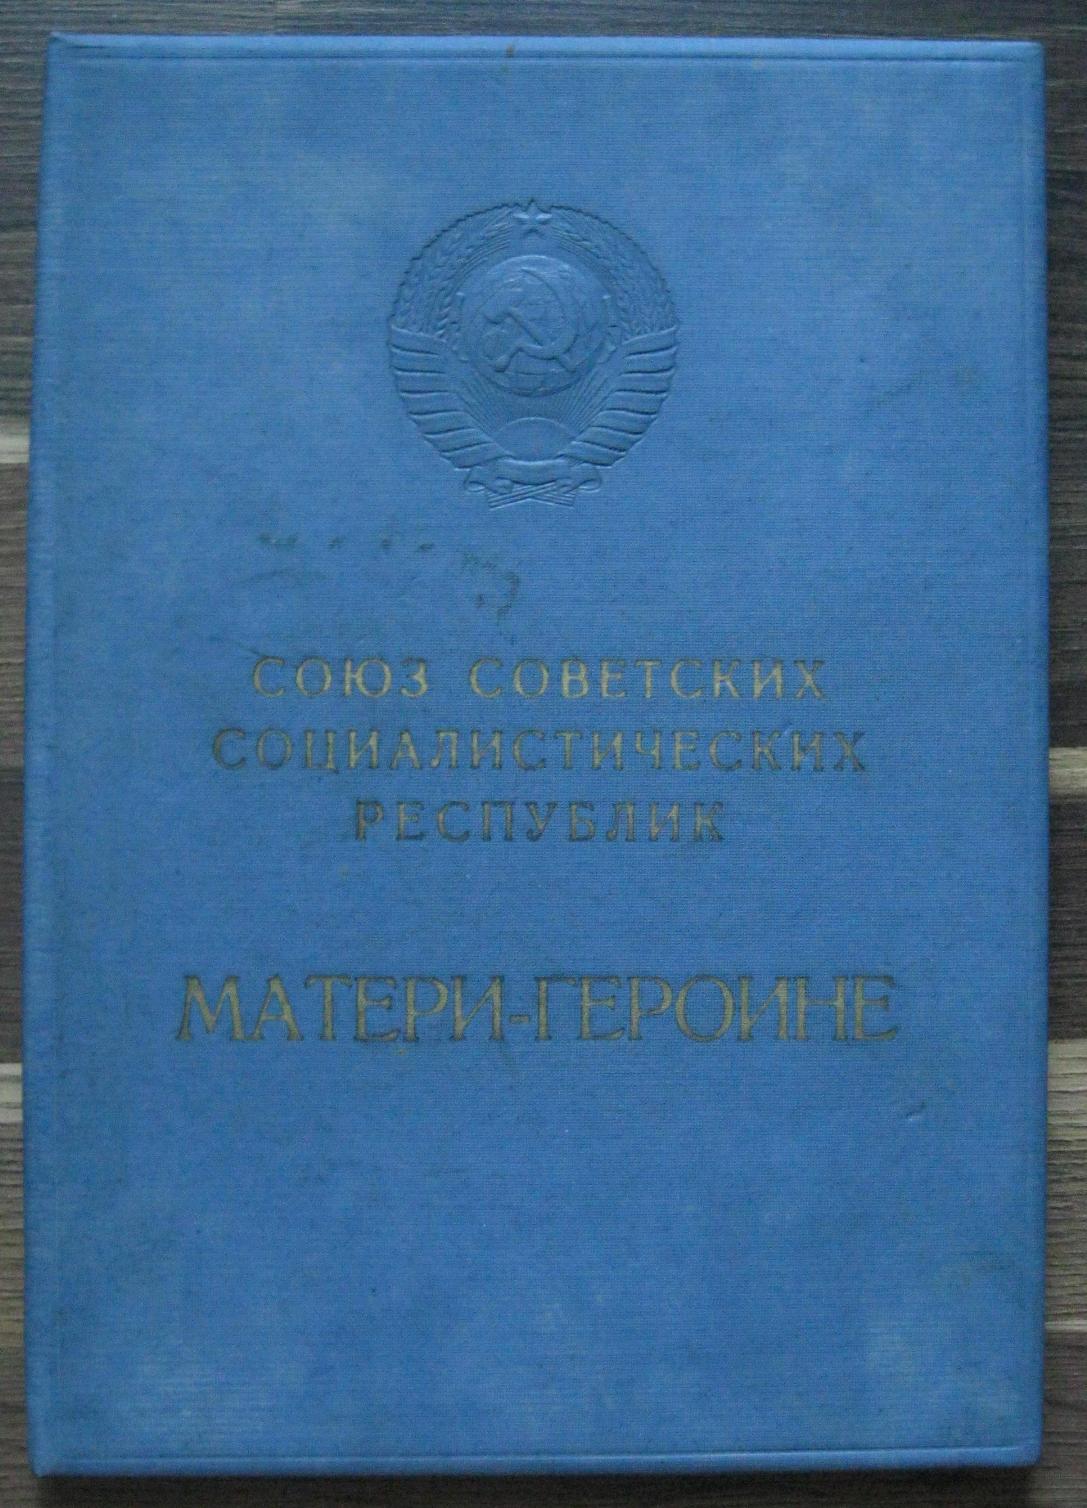 СОЮЗ СОВЕТСКИХ
СОЦИАЛИСТИЧЕСКИХ
РЕСПУБЛИК
МАТЕРИ-ГЕРОИНЕ